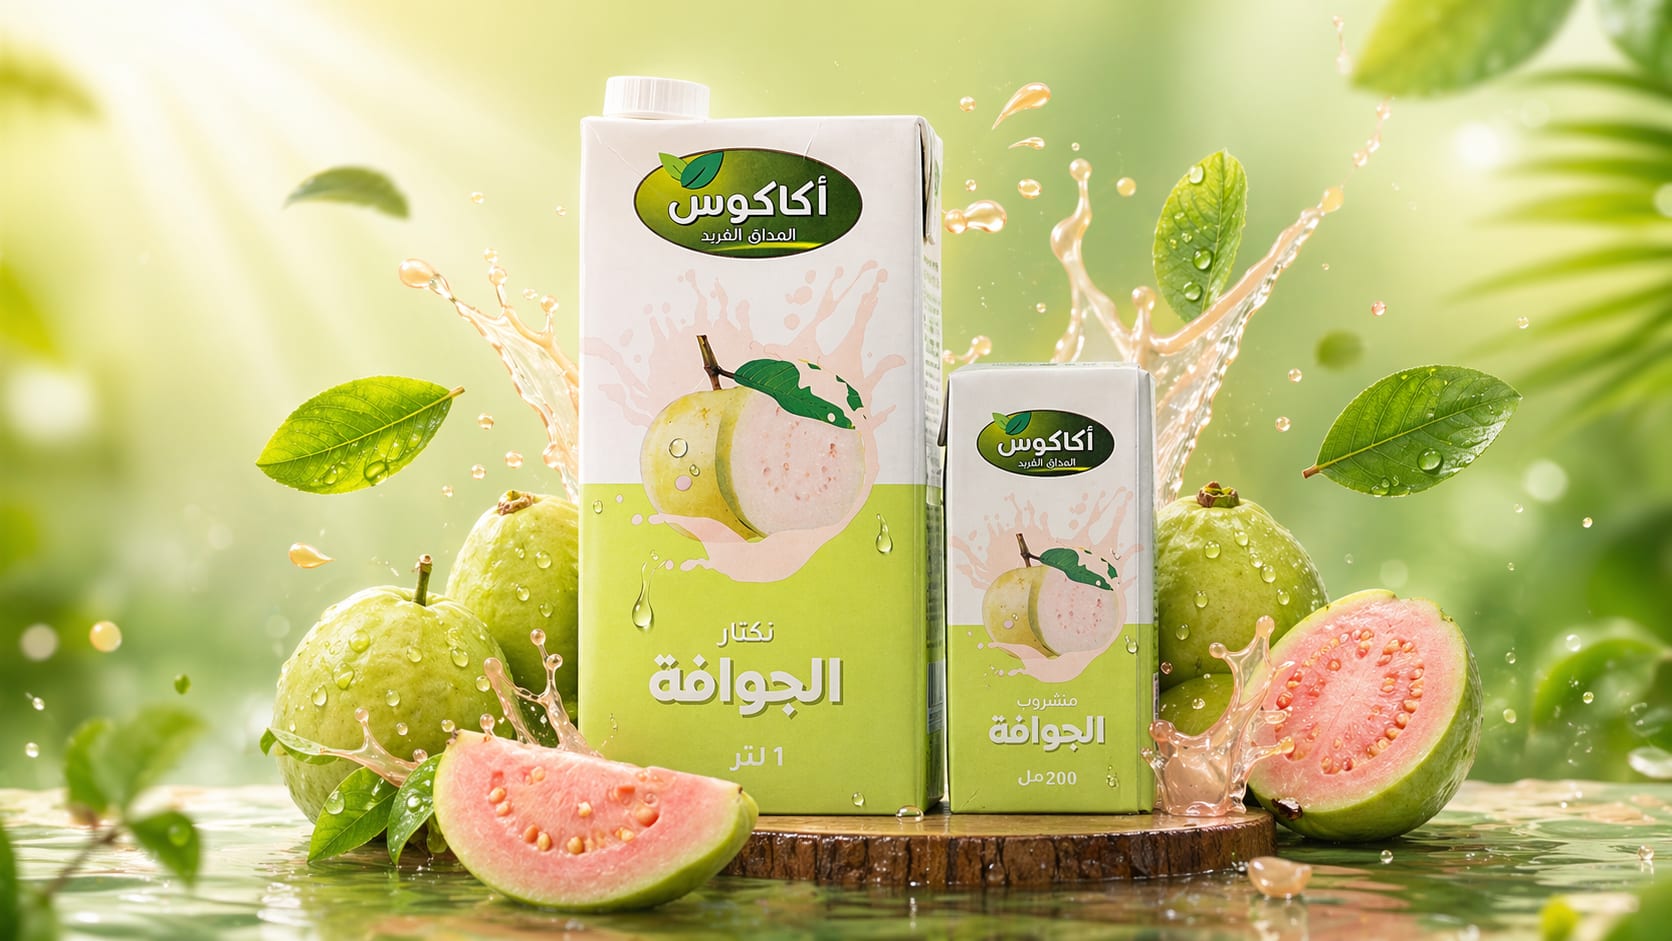 أكاكوس
المذاق الفريد
نكتار
الجوافة
1 لتر
أكاكوس
المذاق الفريد
مشروب
الجوافة
200 مل